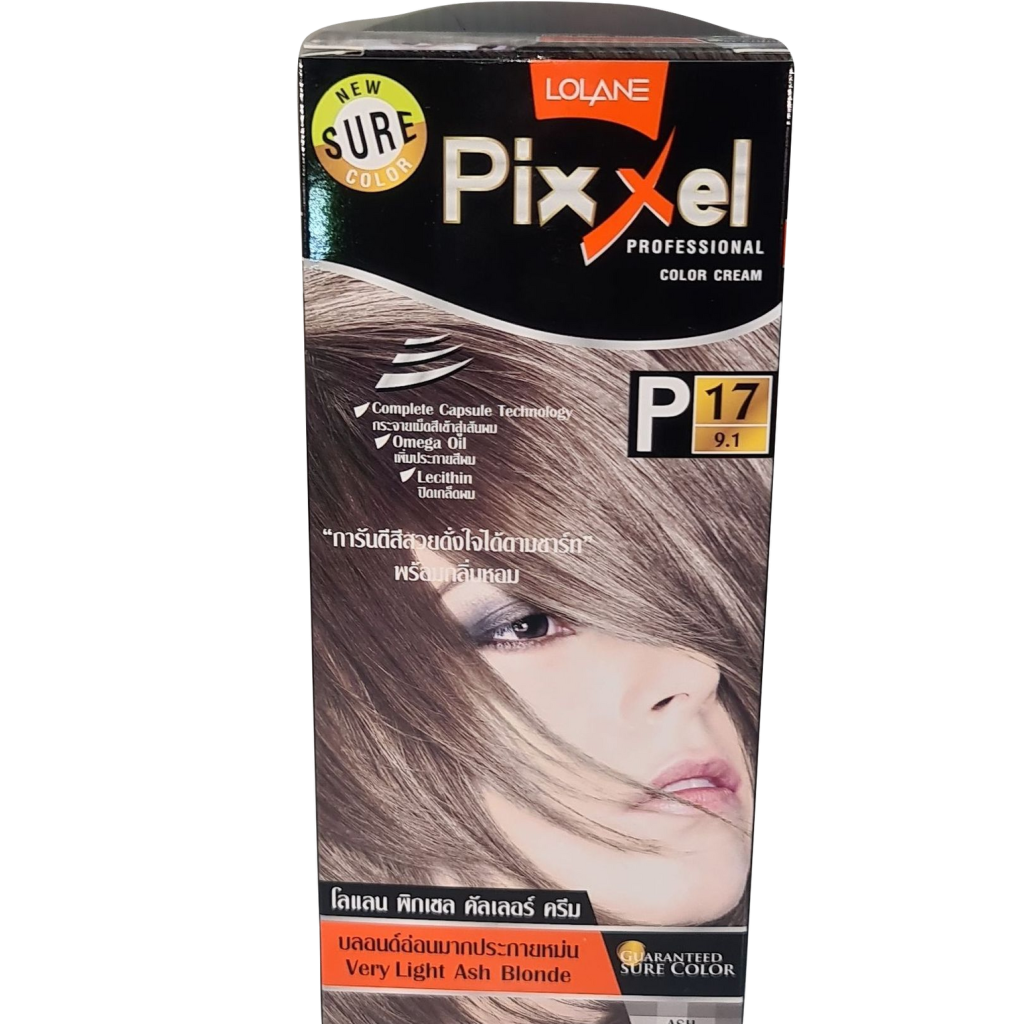 NEW
SURE
COLOR
LOLANE
Pixxel
PROFESSIONAL
COLOR CREAM
P 17
9.1
Complete Capsule Technology
กระจายเม็ดสีเข้าสู่เส้นผม
Omega Oil
เพิ่มประกายสีผม
Lecithin
ปิดเกล็ดผม
"การันตีสีสวยดั่งใจได้ตามชาร์ท"
พร้อมกลิ่นหอม
โลแลน พิกเซล คัลเลอร์ ครีม
บลอนด์อ่อนมากประกายหม่น
Very Light Ash Blonde
GUARANTEED
SURE COLOR
ASH